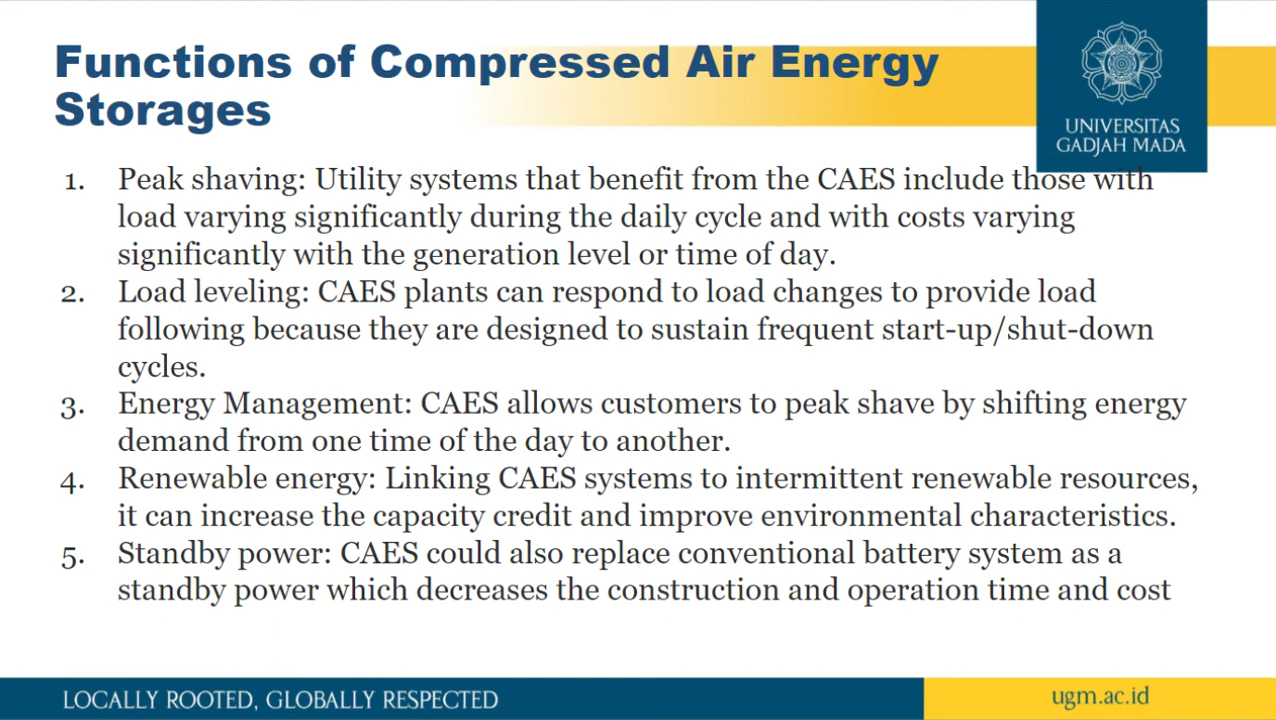 Functions of Compressed Air Energy
Storages
UNIVERSITAS
GADJAH MADA
1. Peak shaving: Utility systems that benefit from the CAES include those with
load varying significantly during the daily cycle and with costs varying
significantly with the generation level or time of day.
2. Load leveling: CAES plants can respond to load changes to provide load
following because they are designed to sustain frequent start-up/shut-down
cycles.
3. Energy Management: CAES allows customers to peak shave by shifting energy
demand from one time of the day to another.
4. Renewable energy: Linking CAES systems to intermittent renewable resources,
it can increase the capacity credit and improve environmental characteristics.
5. Standby power: CAES could also replace conventional battery system as a
standby power which decreases the construction and operation time and cost
LOCALLY ROOTED, GLOBALLY RESPECTED
ugm.ac.id